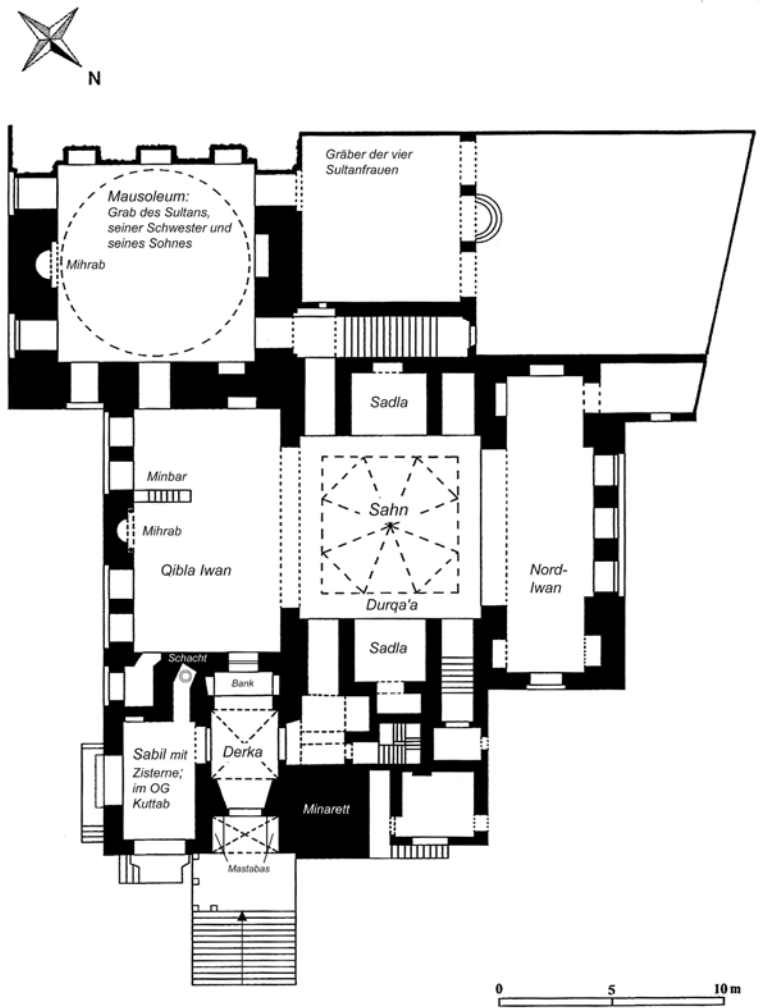 N
Gräber der vier
Sultanfrauen
Mausoleum:
Grab des Sultans,
seiner Schwester und
seines Sohnes
Mihrab
Sadla
Minbar
Sahn
Mihrab
Qibla Iwan
Nord-
Iwan
Durqa'a
Sadla
Schacht
Bank
Sabil mit
Zisterne;
im OG
Kuttab
Derka
Minarett
Mastabas
0 5 10 m